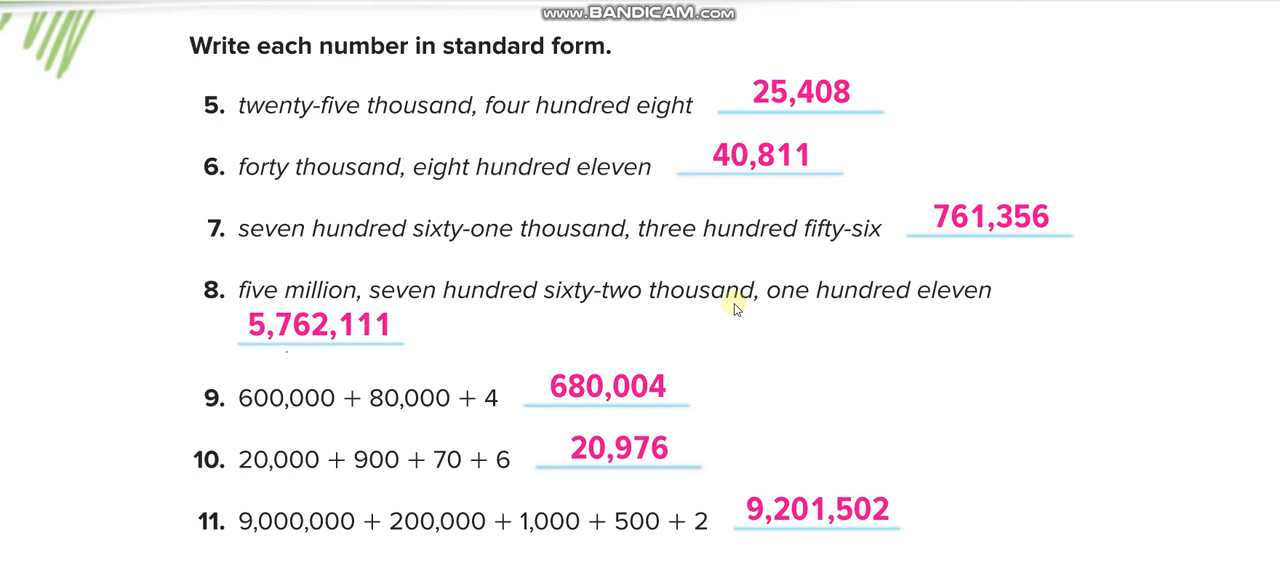 www.BANDICAM.com
Write each number in standard form.
5. twenty-five thousand, four hundred eight 25,408
6. forty thousand, eight hundred eleven 40,811
7. seven hundred sixty-one thousand, three hundred fifty-six 761,356
8. five million, seven hundred sixty-two thousand, one hundred eleven
5,762,111
9. 600,000 + 80,000 + 4 680,004
10. 20,000 + 900 + 70 + 6 20,976
11. 9,000,000 + 200,000 + 1,000 + 500 + 2 9,201,502